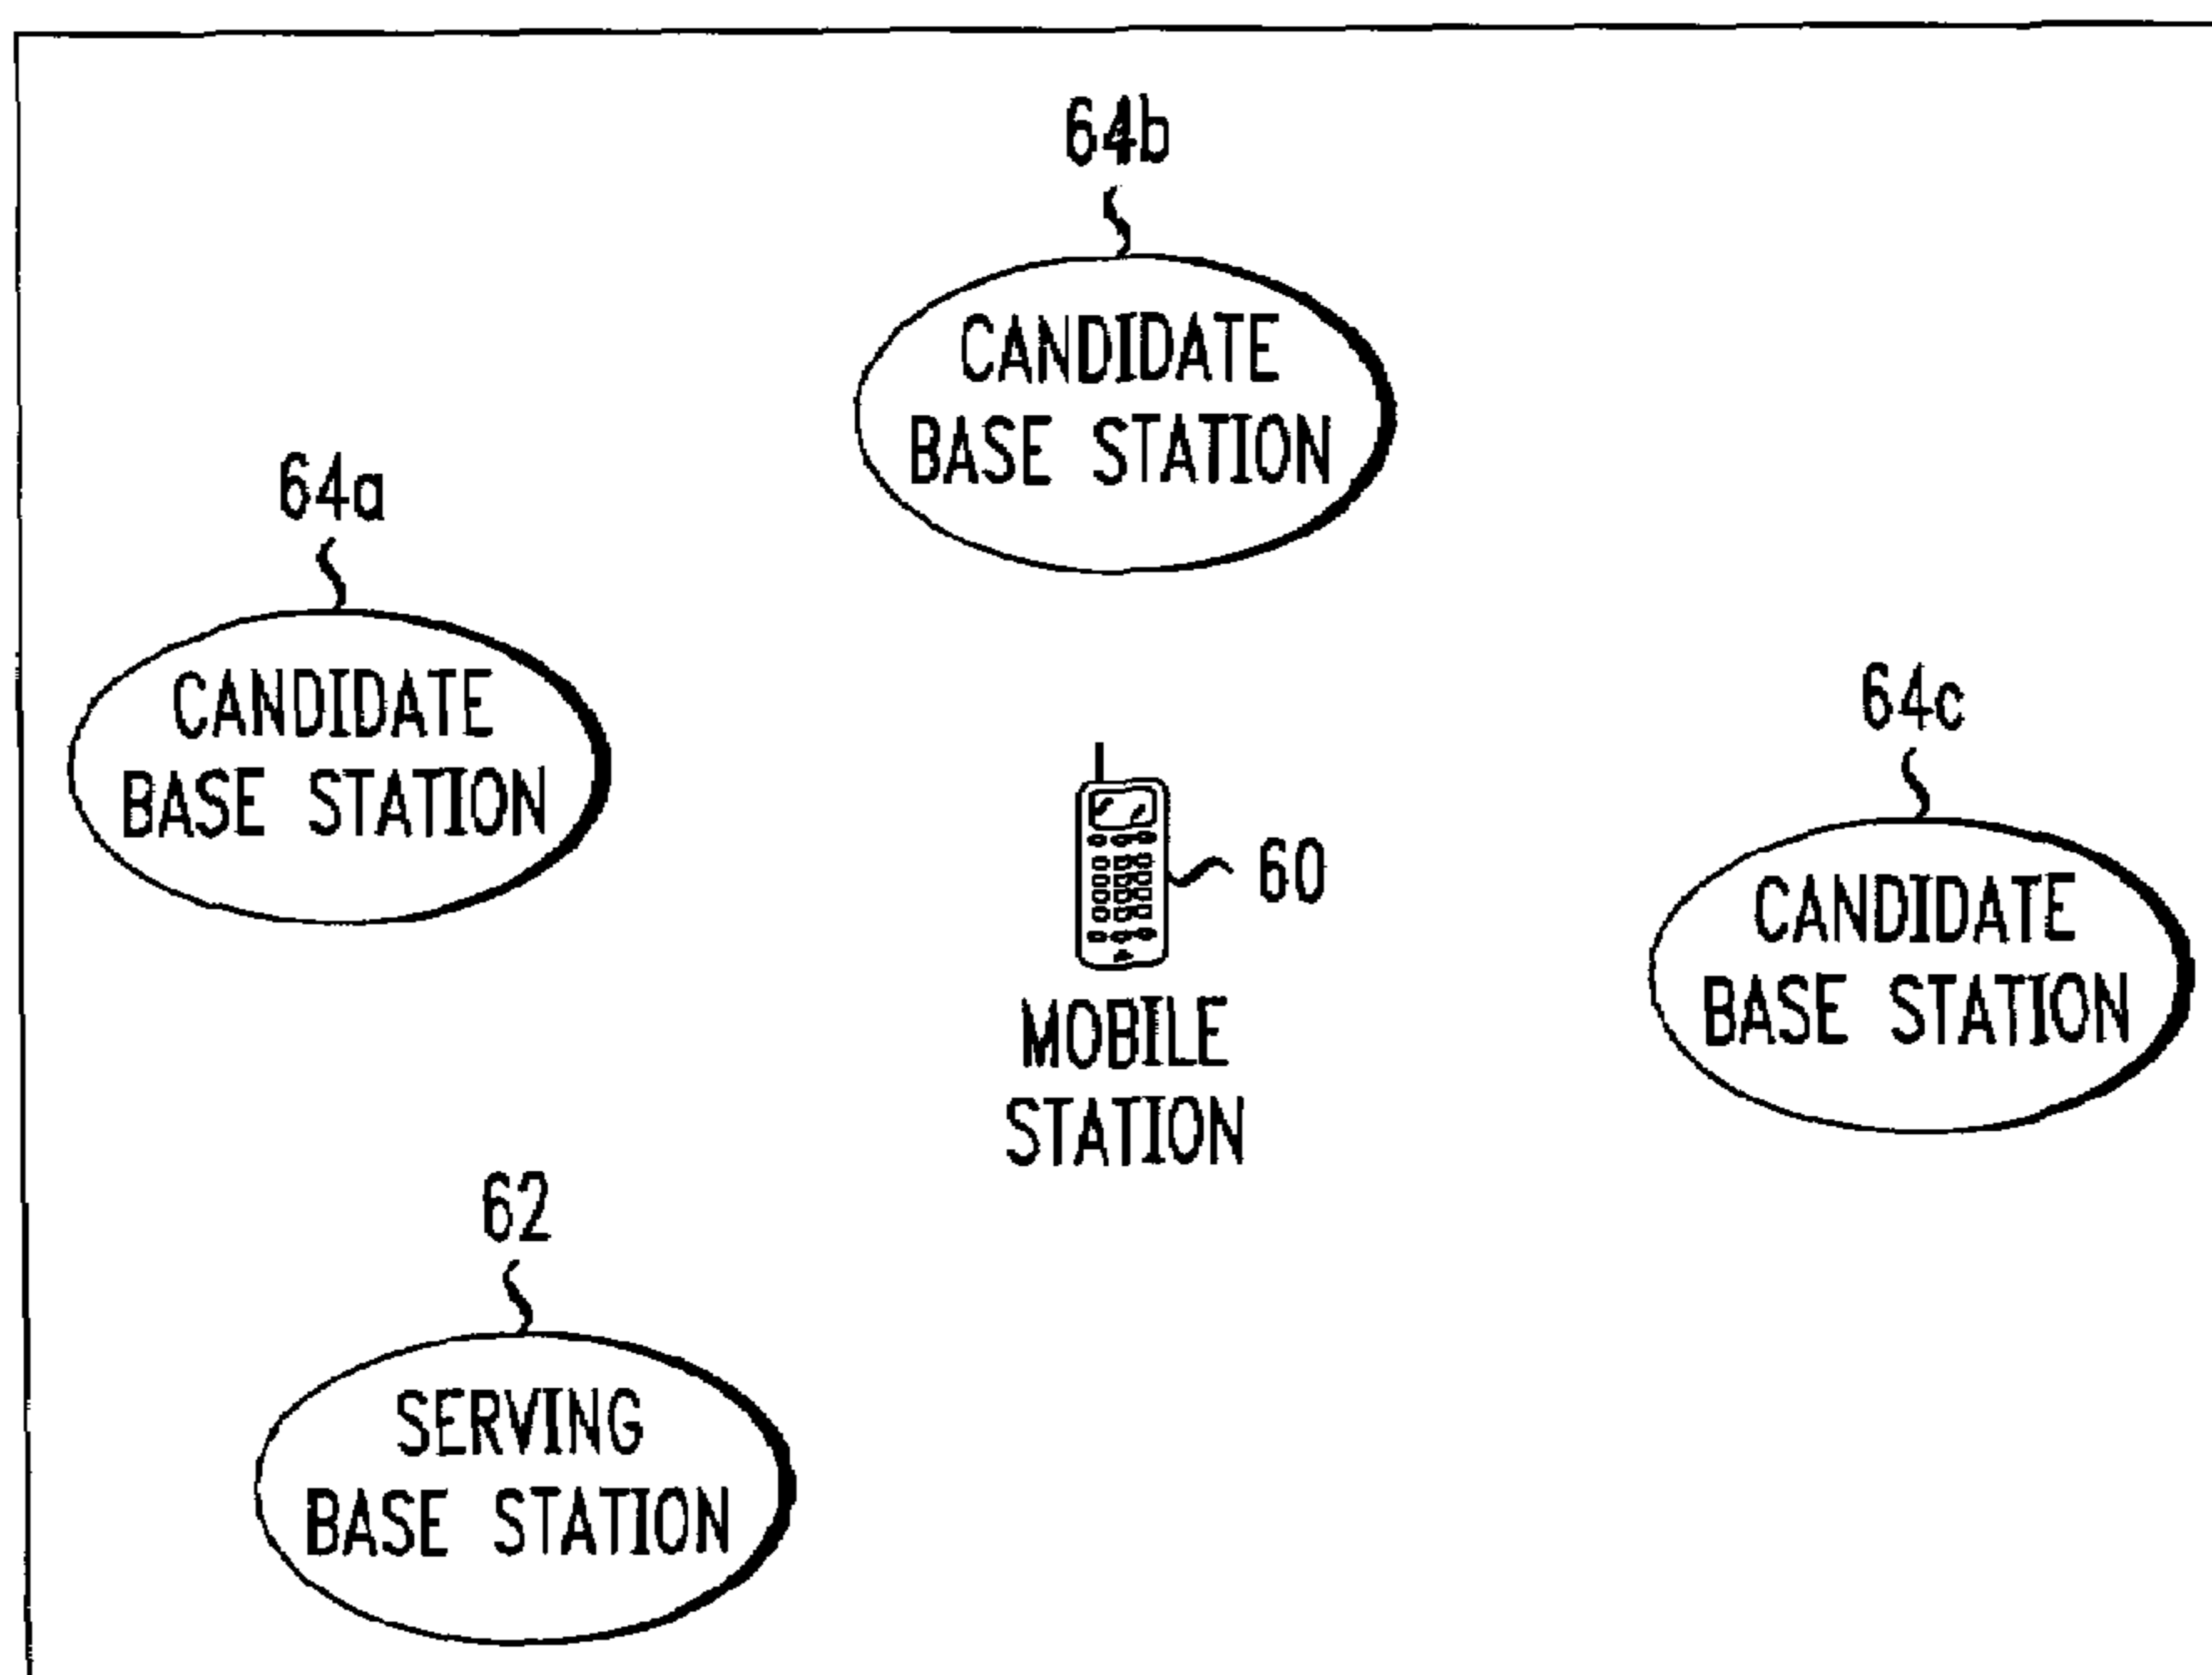 64b
CANDIDATE
BASE STATION
64a
CANDIDATE
BASE STATION
64c
CANDIDATE
BASE STATION
60
MOBILE
STATION
62
SERVING
BASE STATION